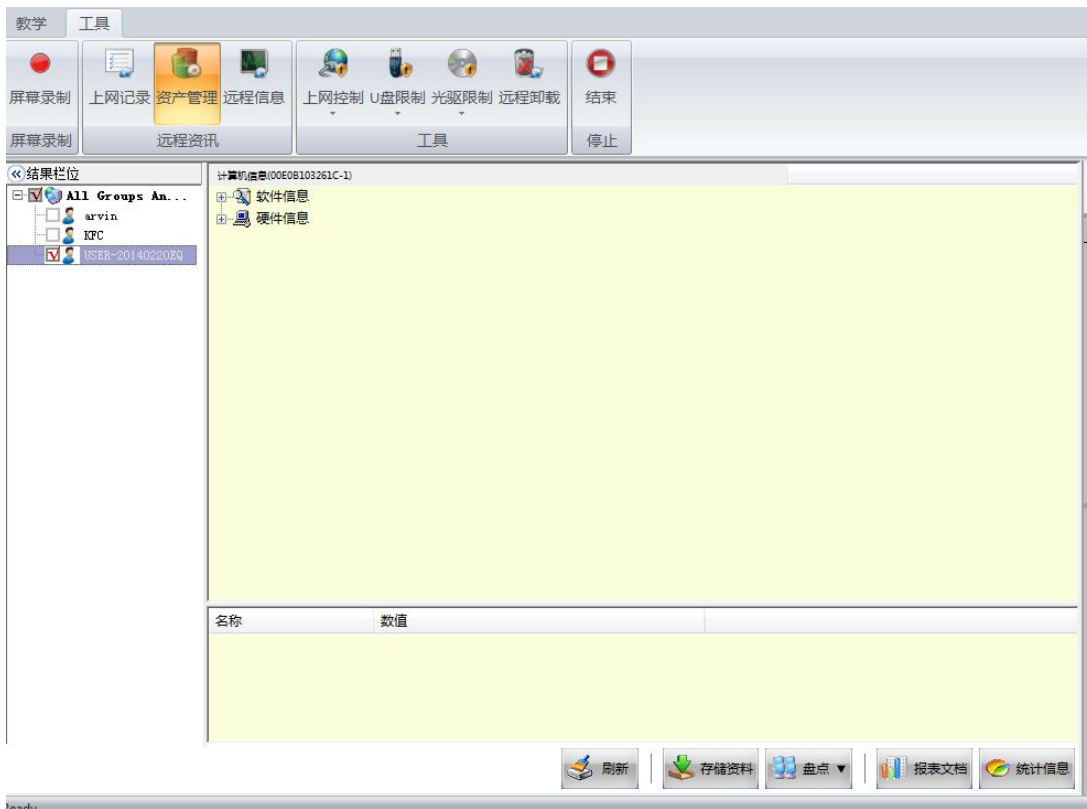 教学 工具
屏幕录制 上网记录 资产管理 远程信息 上网控制 U盘限制 光驱限制 远程卸载 结束
屏幕录制 远程资讯 工具 停止
结果栏位 计算机信息(00E0B103261C-1)
All Groups An...
软件信息
arvin
硬件信息
KFC
USER-20140220EQ
名称 数值
刷新 存储资料 盘点 报表文档 统计信息
Ready